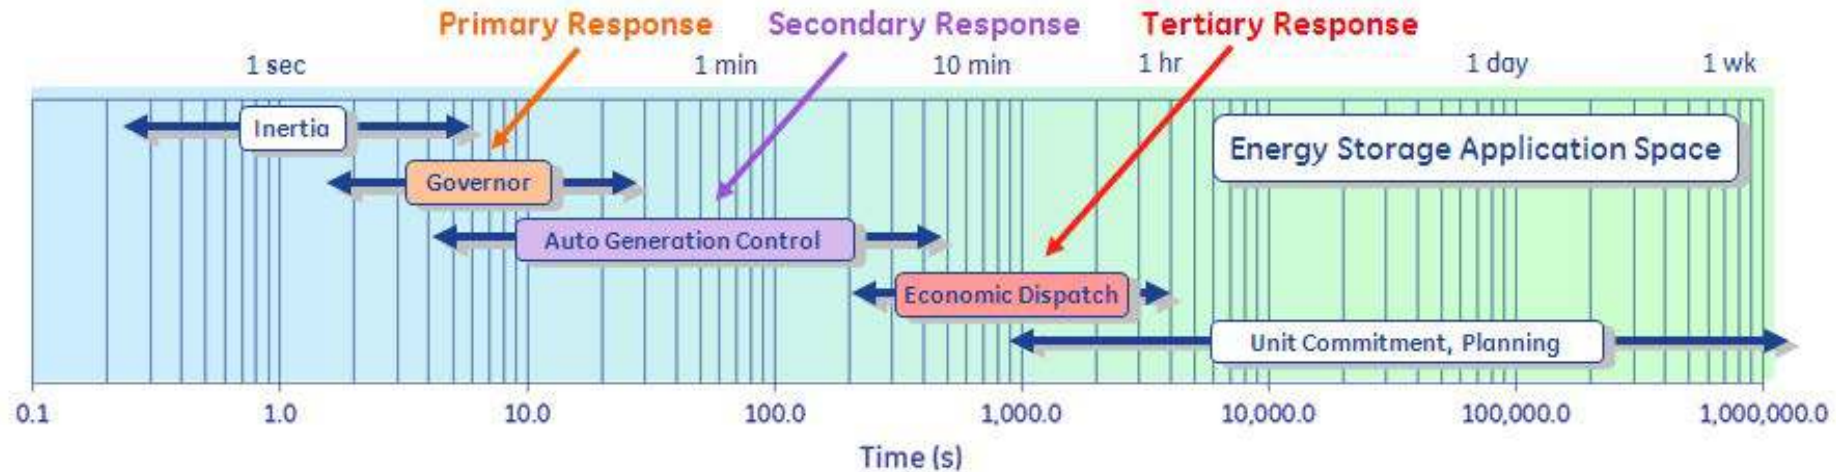 Primary Response Secondary Response Tertiary Response
1 sec 1 min 10 min 1 hr 1 day 1 wk
Inertia
Energy Storage Application Space
Governor
Auto Generation Control
Economic Dispatch
Unit Commitment, Planning
0.1 1.0 10.0 100.0 1,000.0 10,000.0 100,000.0 1,000,000.0
Time (s)